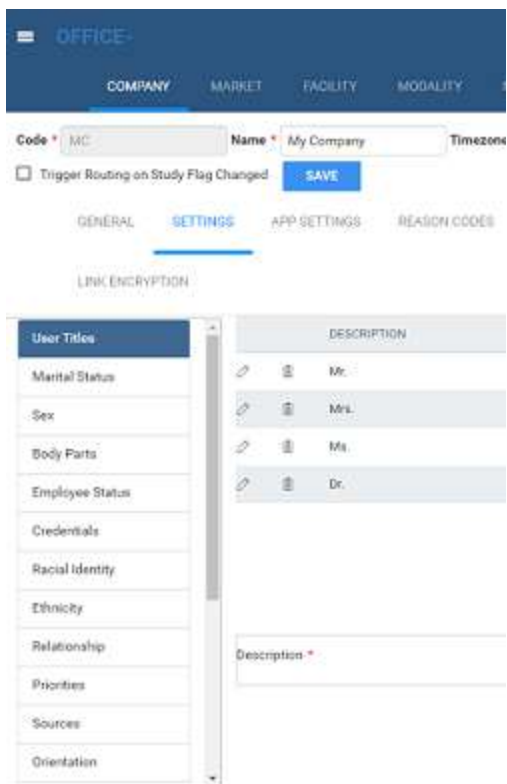 OFFICE-
COMPANY MARKET FACILITY MODALITY
Code * MC Name * My Company Timezone
Trigger Routing on Study Flag Changed SAVE
GENERAL SETTINGS APP SETTINGS REASON CODES
LINK ENCRYPTION
User Titles DESCRIPTION
Marital Status Mr.
Sex Mrs.
Body Parts Ms.
Employee Status Dr.
Credentials
Racial Identity
Ethnicity
Relationship Description *
Priorities
Sources
Orientation